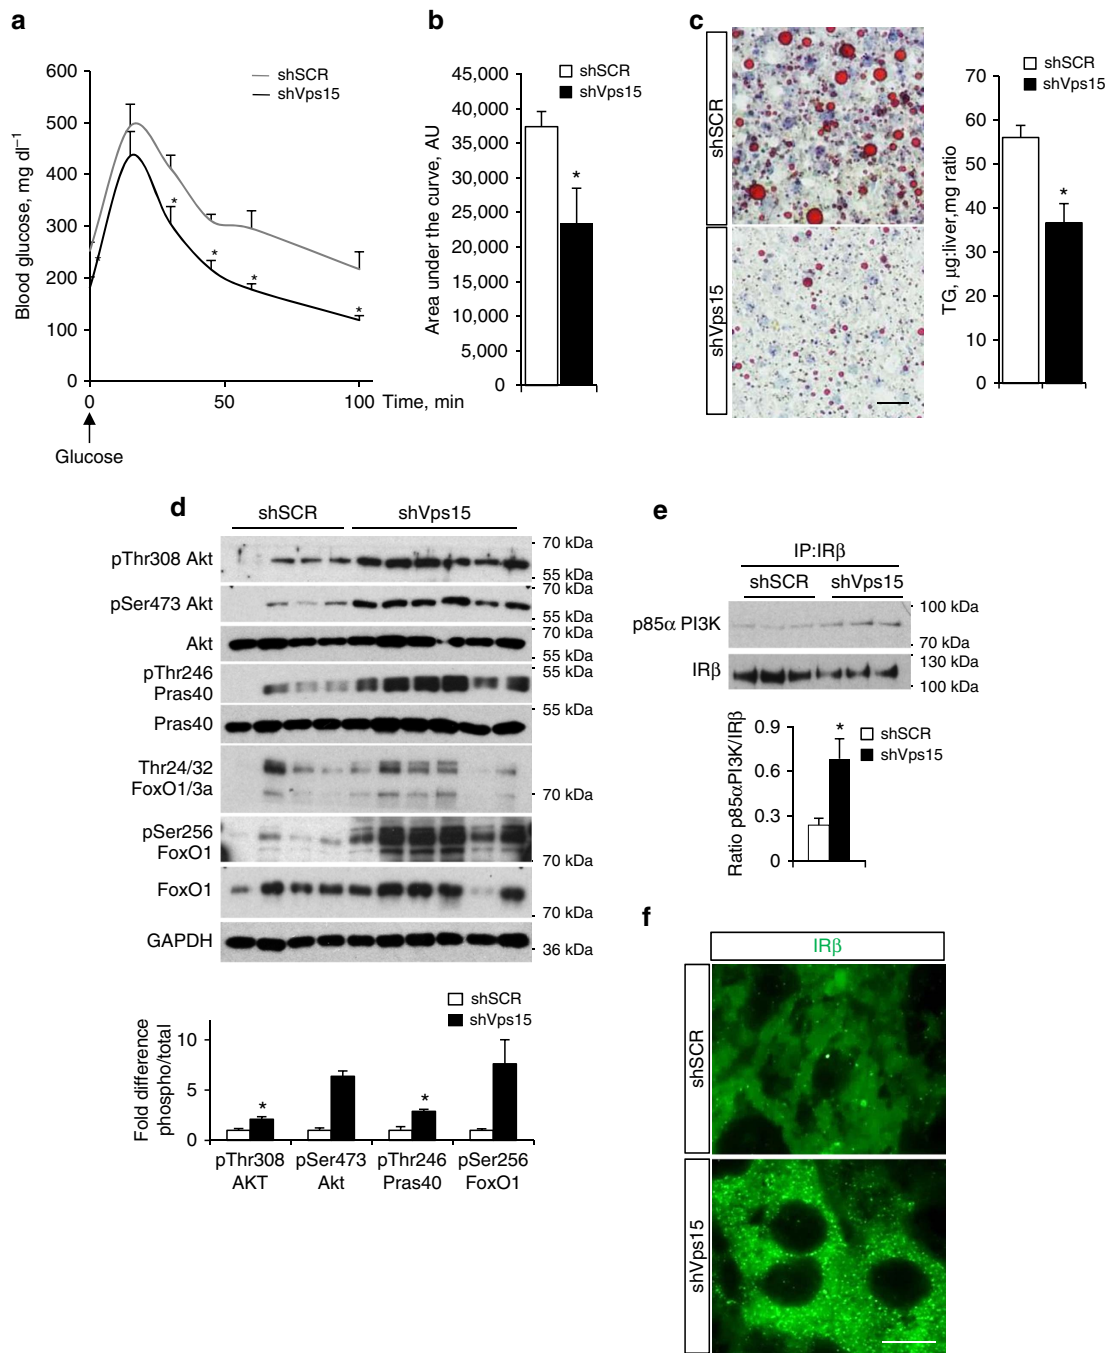 a
shSCR
shVps15
600
500
400
300
200
100
0
Blood glucose, mg dl⁻¹
*
*
*
*
*
0
50
100
Time, min
Glucose
b
shSCR
shVps15
45,000
40,000
35,000
30,000
25,000
20,000
15,000
10,000
5,000
0
Area under the curve, AU
*
c
shSCR
shVps15
shSCR
shVps15
70
60
50
40
30
20
10
0
TG, µg:liver,mg ratio
*
d
shSCR
shVps15
pThr308 Akt
70 kDa
55 kDa
pSer473 Akt
70 kDa
55 kDa
Akt
70 kDa
55 kDa
pThr246
Pras40
55 kDa
Pras40
55 kDa
Thr24/32
FoxO1/3a
70 kDa
pSer256
FoxO1
70 kDa
FoxO1
70 kDa
GAPDH
36 kDa
shSCR
shVps15
10
5
0
Fold difference
phospho/total
*
*
pThr308
AKT
pSer473
Akt
pThr246
Pras40
pSer256
FoxO1
e
IP:IRβ
shSCR
shVps15
p85α PI3K
100 kDa
70 kDa
IRβ
130 kDa
100 kDa
shSCR
shVps15
0.9
0.6
0.3
0
Ratio p85αPI3K/IRβ
*
f
IRβ
shSCR
shVps15